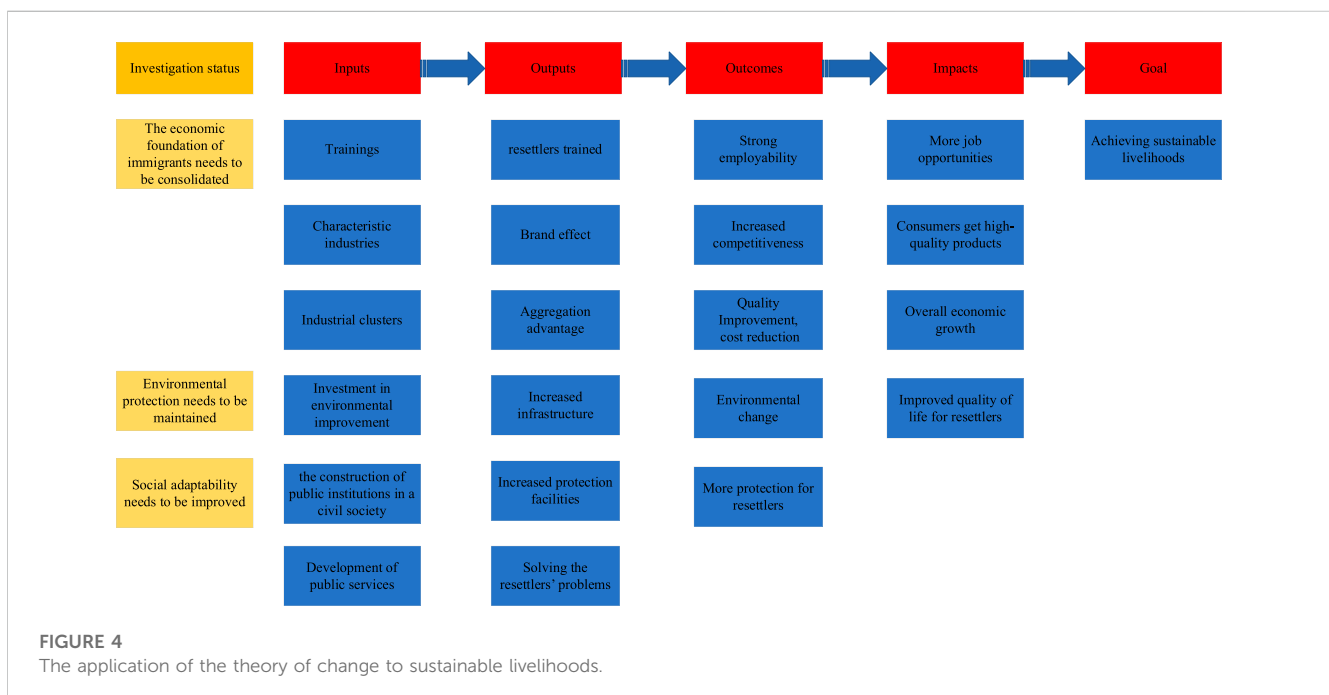 Investigation status
Inputs
Outputs
Outcomes
Impacts
Goal
The economic
foundation of
immigrants needs to
be consolidated
Trainings
resettlers trained
Strong
employability
More job
opportunities
Achieving sustainable
livelihoods
Characteristic
industries
Brand effect
Increased
competitiveness
Consumers get high-
quality products
Industrial clusters
Aggregation
advantage
Quality
Improvement,
cost reduction
Overall economic
growth
Environmental
protection needs to be
maintained
Investment in
environmental
improvement
Increased
infrastructure
Environmental
change
Improved quality of
life for resettlers
Social adaptability
needs to be improved
the construction of
public institutions in a
civil society
Increased protection
facilities
More protection for
resettlers
Development of
public services
Solving the
resettlers’ problems
FIGURE 4
The application of the theory of change to sustainable livelihoods.